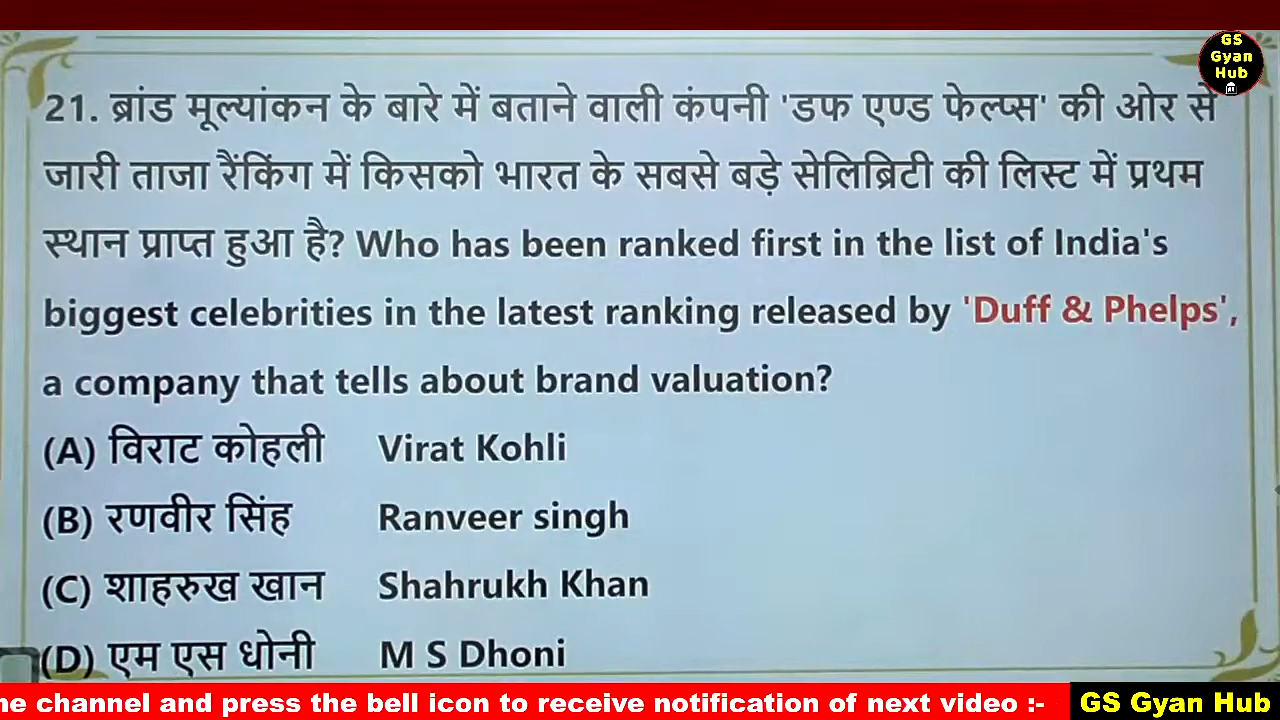 GS
Gyan
Hub
21. ब्रांड मूल्यांकन के बारे में बताने वाली कंपनी 'डफ एण्ड फेल्प्स' की ओर से
जारी ताजा रैंकिंग में किसको भारत के सबसे बड़े सेलिब्रिटी की लिस्ट में प्रथम
स्थान प्राप्त हुआ है? Who has been ranked first in the list of India's
biggest celebrities in the latest ranking released by 'Duff & Phelps',
a company that tells about brand valuation?
(A) विराट कोहली Virat Kohli
(B) रणवीर सिंह Ranveer singh
(C) शाहरुख खान Shahrukh Khan
(D) एम एस धोनी M S Dhoni
he channel and press the bell icon to receive notification of next video :-
GS Gyan Hub